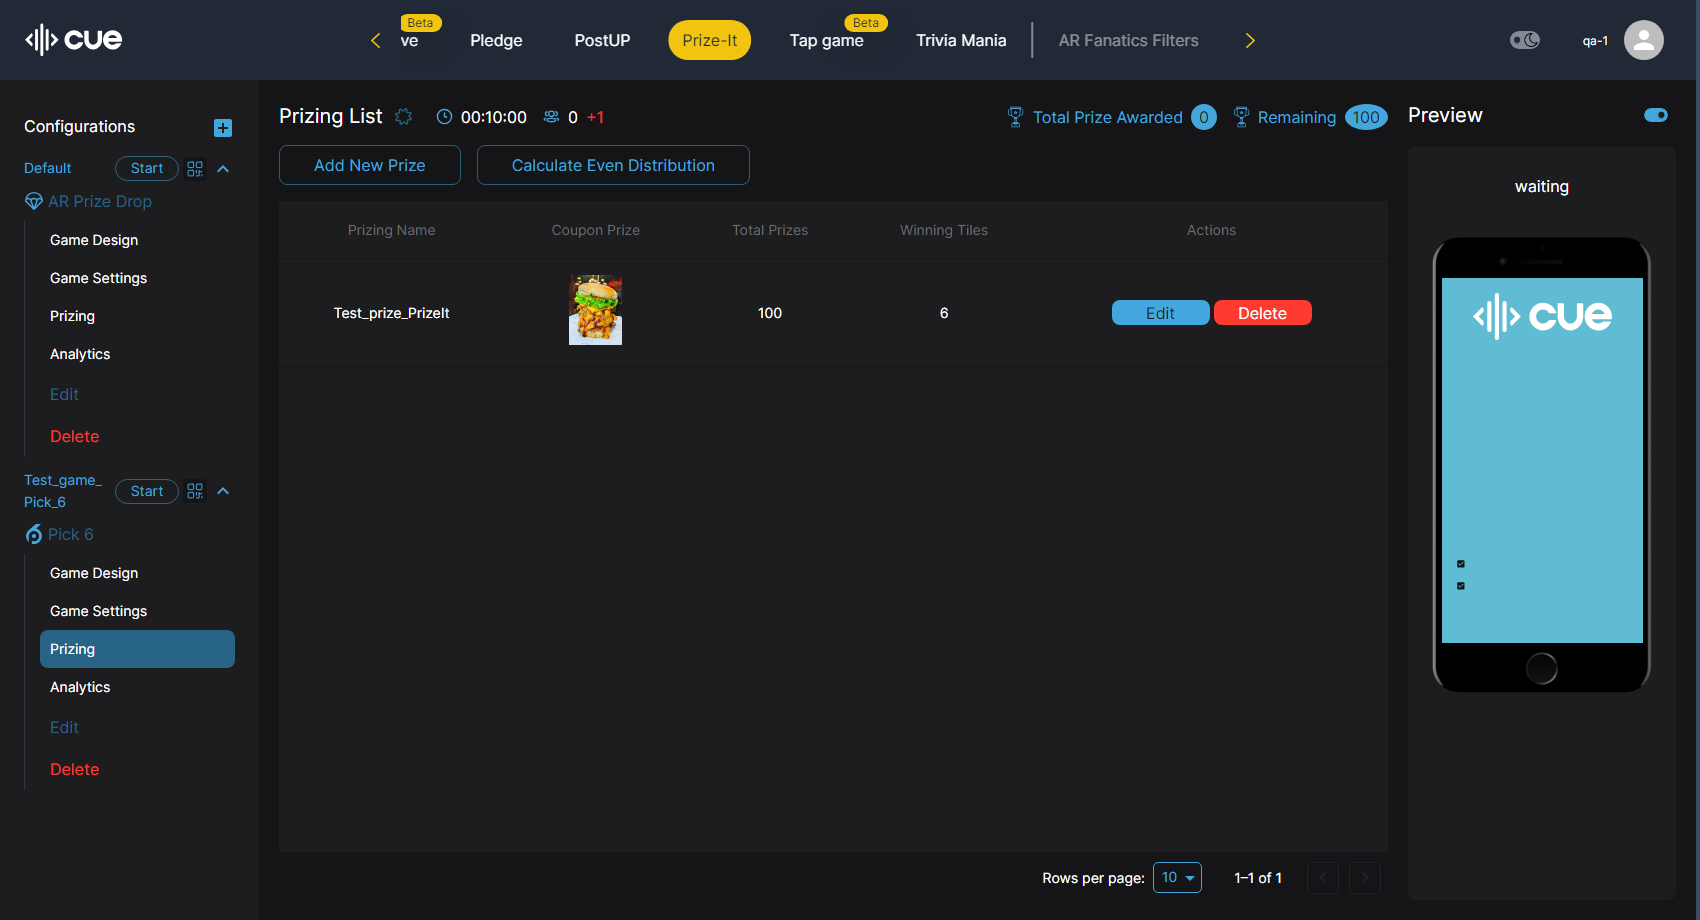 cue
Beta
ve
Pledge
PostUP
Prize-It
Beta
Tap game
Trivia Mania
AR Fanatics Filters
qa-1
Configurations
Default
Start
AR Prize Drop
Game Design
Game Settings
Prizing
Analytics
Edit
Delete
Test_game_
Pick_6
Start
Pick 6
Game Design
Game Settings
Prizing
Analytics
Edit
Delete
Prizing List
00:10:00
0 +1
Total Prize Awarded 0
Remaining 100
Add New Prize
Calculate Even Distribution
Prizing Name Coupon Prize Total Prizes Winning Tiles Actions
Test_prize_PrizeIt 100 6 Edit Delete
Rows per page: 10 1–1 of 1
Preview
waiting
cue